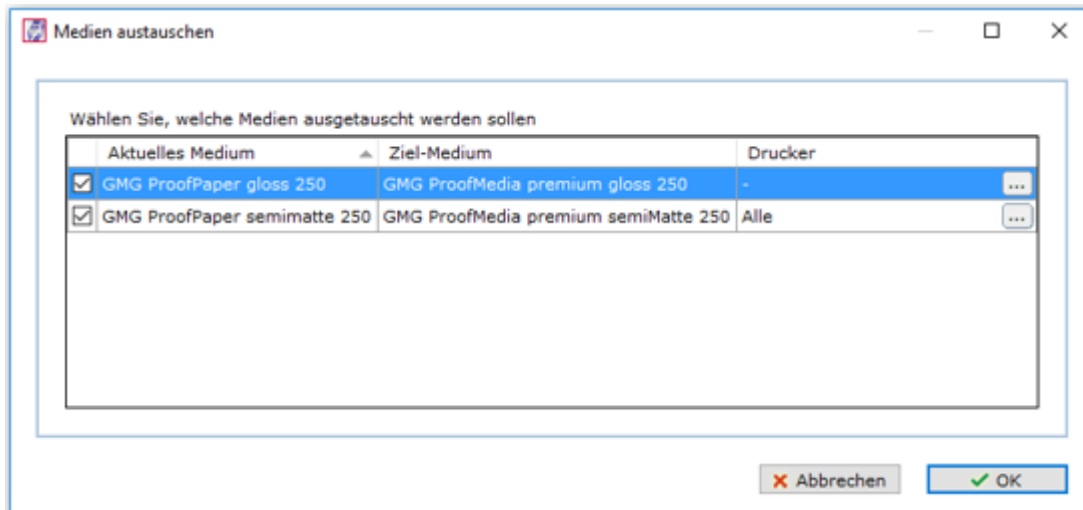 Medien austauschen
Wählen Sie, welche Medien ausgetauscht werden sollen
Aktuelles Medium Ziel-Medium Drucker
GMG ProofPaper gloss 250 GMG ProofMedia premium gloss 250 - ...
GMG ProofPaper semimatte 250 GMG ProofMedia premium semiMatte 250 Alle ...
Abbrechen OK